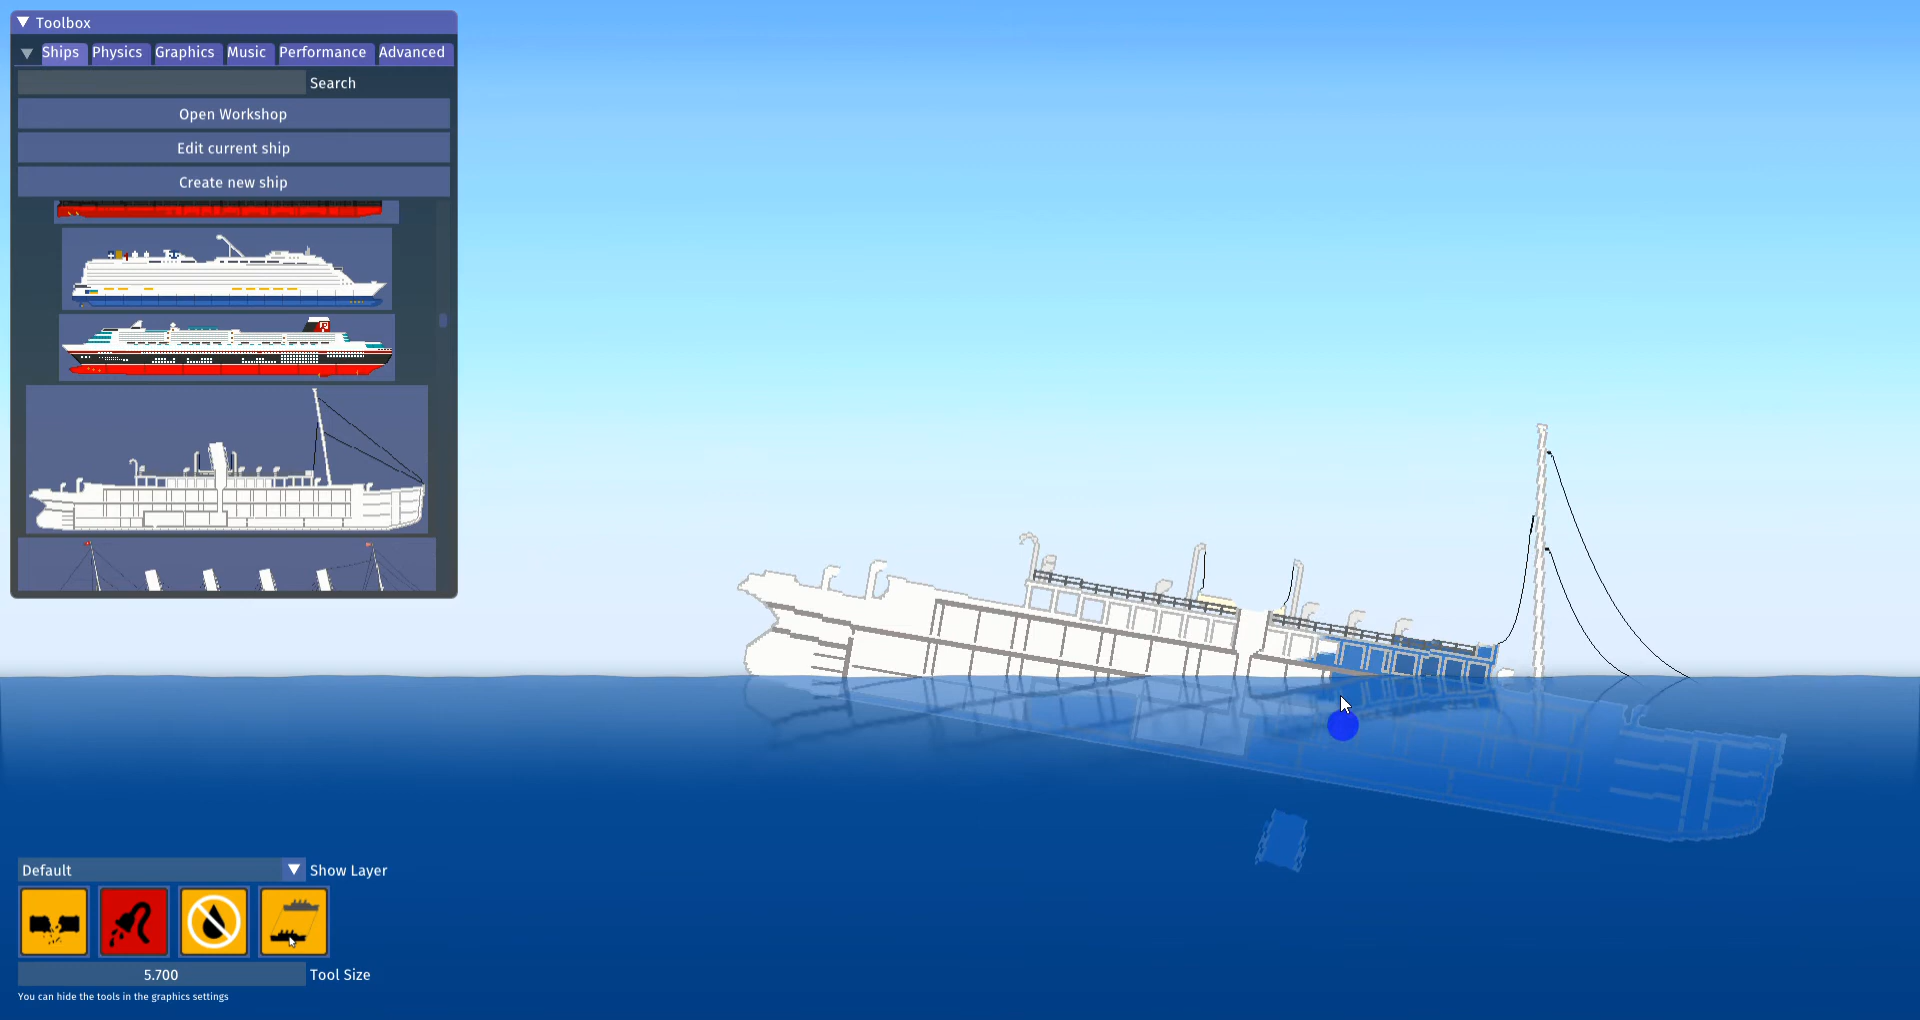 Toolbox
Ships Physics Graphics Music Performance Advanced
Search
Open Workshop
Edit current ship
Create new ship
Default Show Layer
5.700 Tool Size
You can hide the tools in the graphics settings